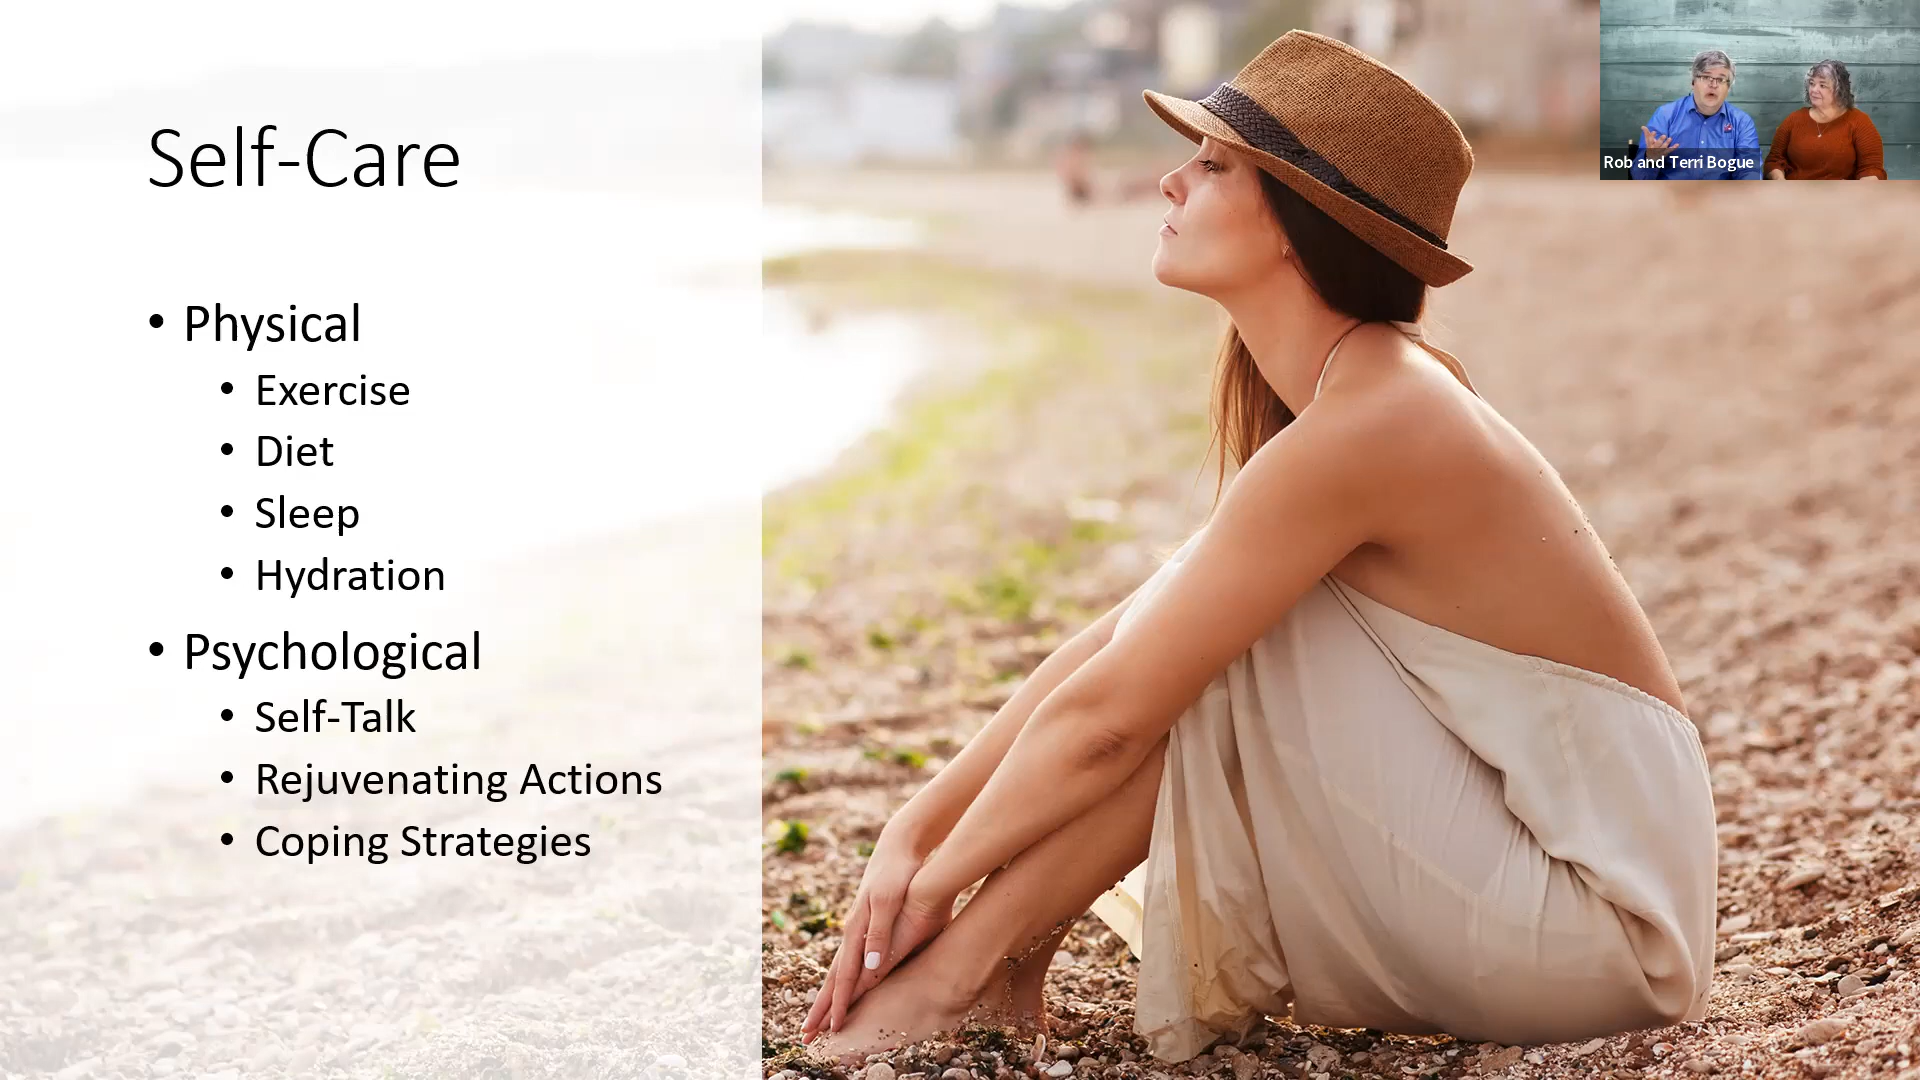 Self-Care
• Physical
• Exercise
• Diet
• Sleep
• Hydration
• Psychological
• Self-Talk
• Rejuvenating Actions
• Coping Strategies
Rob and Terri Bogue